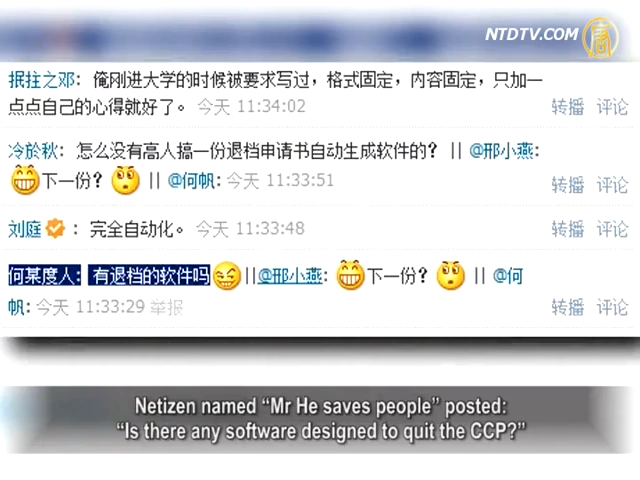 NTDTV.COM
抿拄之邓：俺刚进大学的时候被要求写过，格式固定，内容固定，只加一
点点自己的心得就好了。 今天 11:34:02 转播 评论
冷於秋：怎么没有高人搞一份退档申请书自动生成软件的？ || @邢小燕:
下一份？ || @何帆: 今天 11:33:51 转播 评论
刘庭 ： 完全自动化。 今天 11:33:48 转播 评论
何某度人: 有退档的软件吗 ||@邢小燕: 下一份？ || @何
帆: 今天 11:33:29 举报 转播 评论
Netizen named “Mr He saves people” posted:
“Is there any software designed to quit the CCP?”